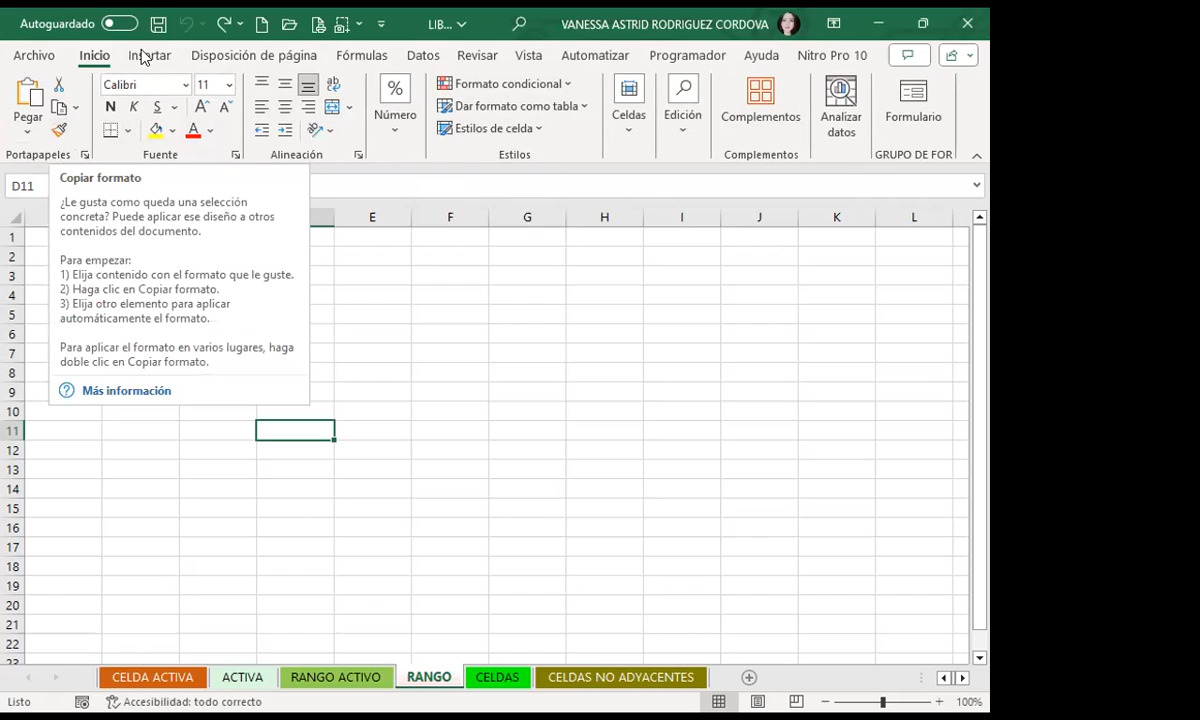 Autoguardado
LIB...
VANESSA ASTRID RODRIGUEZ CORDOVA
Archivo Inicio Insertar Disposición de página Fórmulas Datos Revisar Vista Automatizar Programador Ayuda Nitro Pro 10
Pegar
Calibri 11
N K S A A
A
ab
%
Número
Formato condicional
Dar formato como tabla
Estilos de celda
Celdas
Edición
Complementos
Analizar
datos
Formulario
Portapapeles Fuente Alineación Estilos Complementos GRUPO DE FOR
D11
Copiar formato
¿Le gusta como queda una selección
concreta? Puede aplicar ese diseño a otros
contenidos del documento.
Para empezar:
1) Elija contenido con el formato que le guste.
2) Haga clic en Copiar formato.
3) Elija otro elemento para aplicar
automáticamente el formato.
Para aplicar el formato en varios lugares, haga
doble clic en Copiar formato.
Más información
E F G H I J K L
1
2
3
4
5
6
7
8
9
10
11
12
13
14
15
16
17
18
19
20
21
22
23
CELDA ACTIVA ACTIVA RANGO ACTIVO RANGO CELDAS CELDAS NO ADYACENTES
Listo Accesibilidad: todo correcto 100%